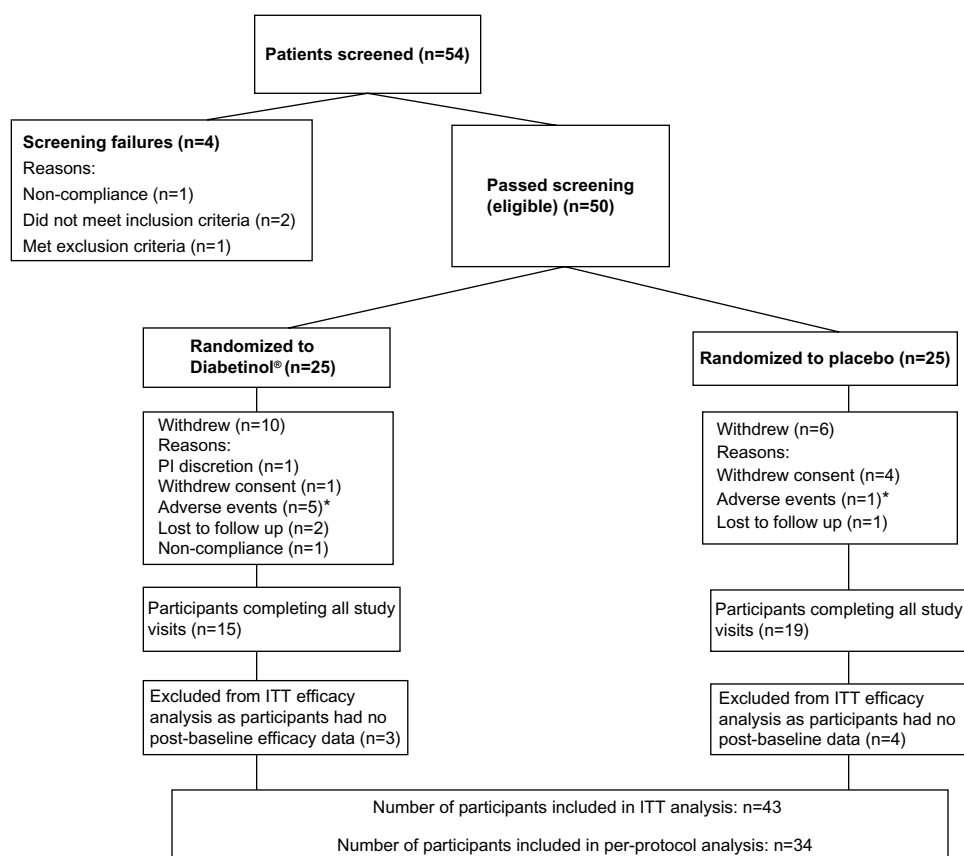 Patients screened (n=54)
Screening failures (n=4)
Reasons:
Non-compliance (n=1)
Did not meet inclusion criteria (n=2)
Met exclusion criteria (n=1)
Passed screening
(eligible) (n=50)
Randomized to
Diabetinol® (n=25)
Randomized to placebo (n=25)
Withdrew (n=10)
Reasons:
PI discretion (n=1)
Withdrew consent (n=1)
Adverse events (n=5)*
Lost to follow up (n=2)
Non-compliance (n=1)
Withdrew (n=6)
Reasons:
Withdrew consent (n=4)
Adverse events (n=1)*
Lost to follow up (n=1)
Participants completing all study
visits (n=15)
Participants completing all study
visits (n=19)
Excluded from ITT efficacy
analysis as participants had no
post-baseline efficacy data (n=3)
Excluded from ITT efficacy
analysis as participants had no
post-baseline data (n=4)
Number of participants included in ITT analysis: n=43
Number of participants included in per-protocol analysis: n=34